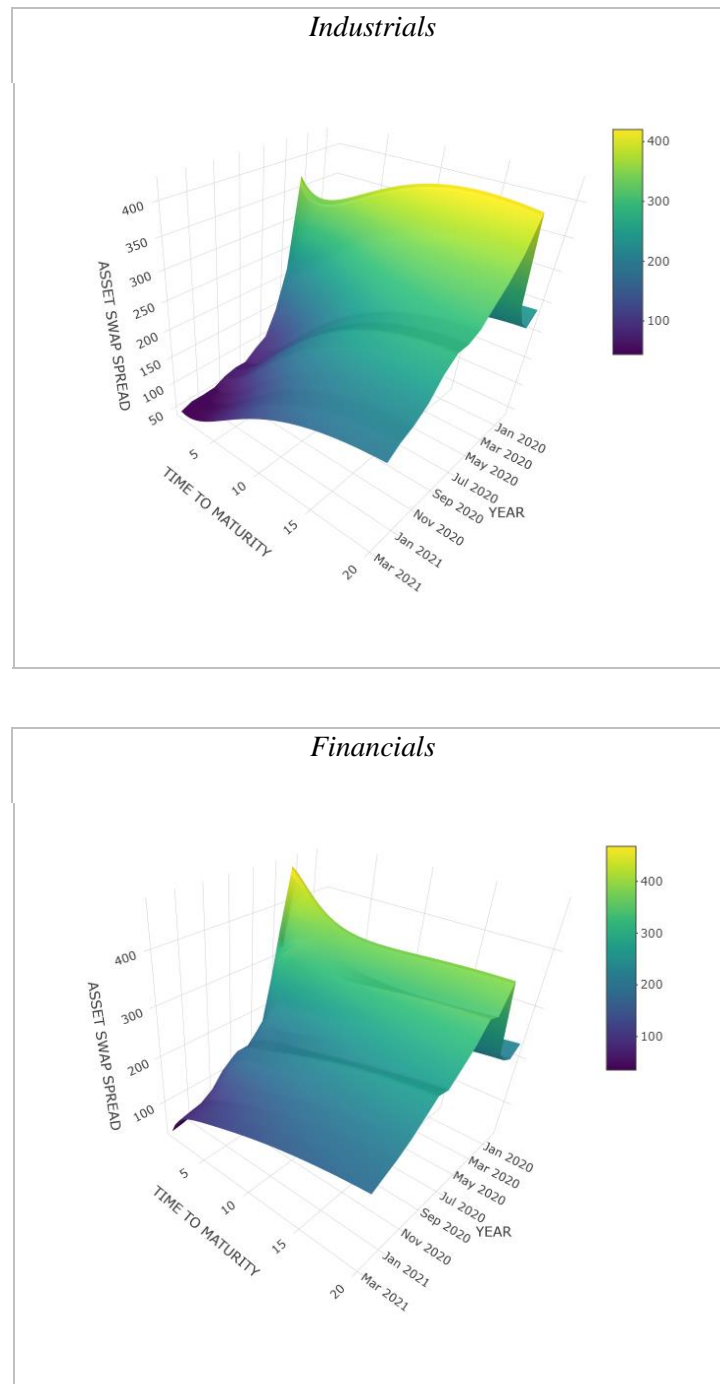 Industrials
400
300
200
100
400
350
300
250
200
150
100
50
ASSET SWAP SPREAD
5
10
15
20
TIME TO MATURITY
Jan 2020
Mar 2020
May 2020
Jul 2020
Sep 2020
Nov 2020
Jan 2021
Mar 2021
YEAR
Financials
400
300
200
100
400
300
200
100
ASSET SWAP SPREAD
5
10
15
20
TIME TO MATURITY
Jan 2020
Mar 2020
May 2020
Jul 2020
Sep 2020
Nov 2020
Jan 2021
Mar 2021
YEAR